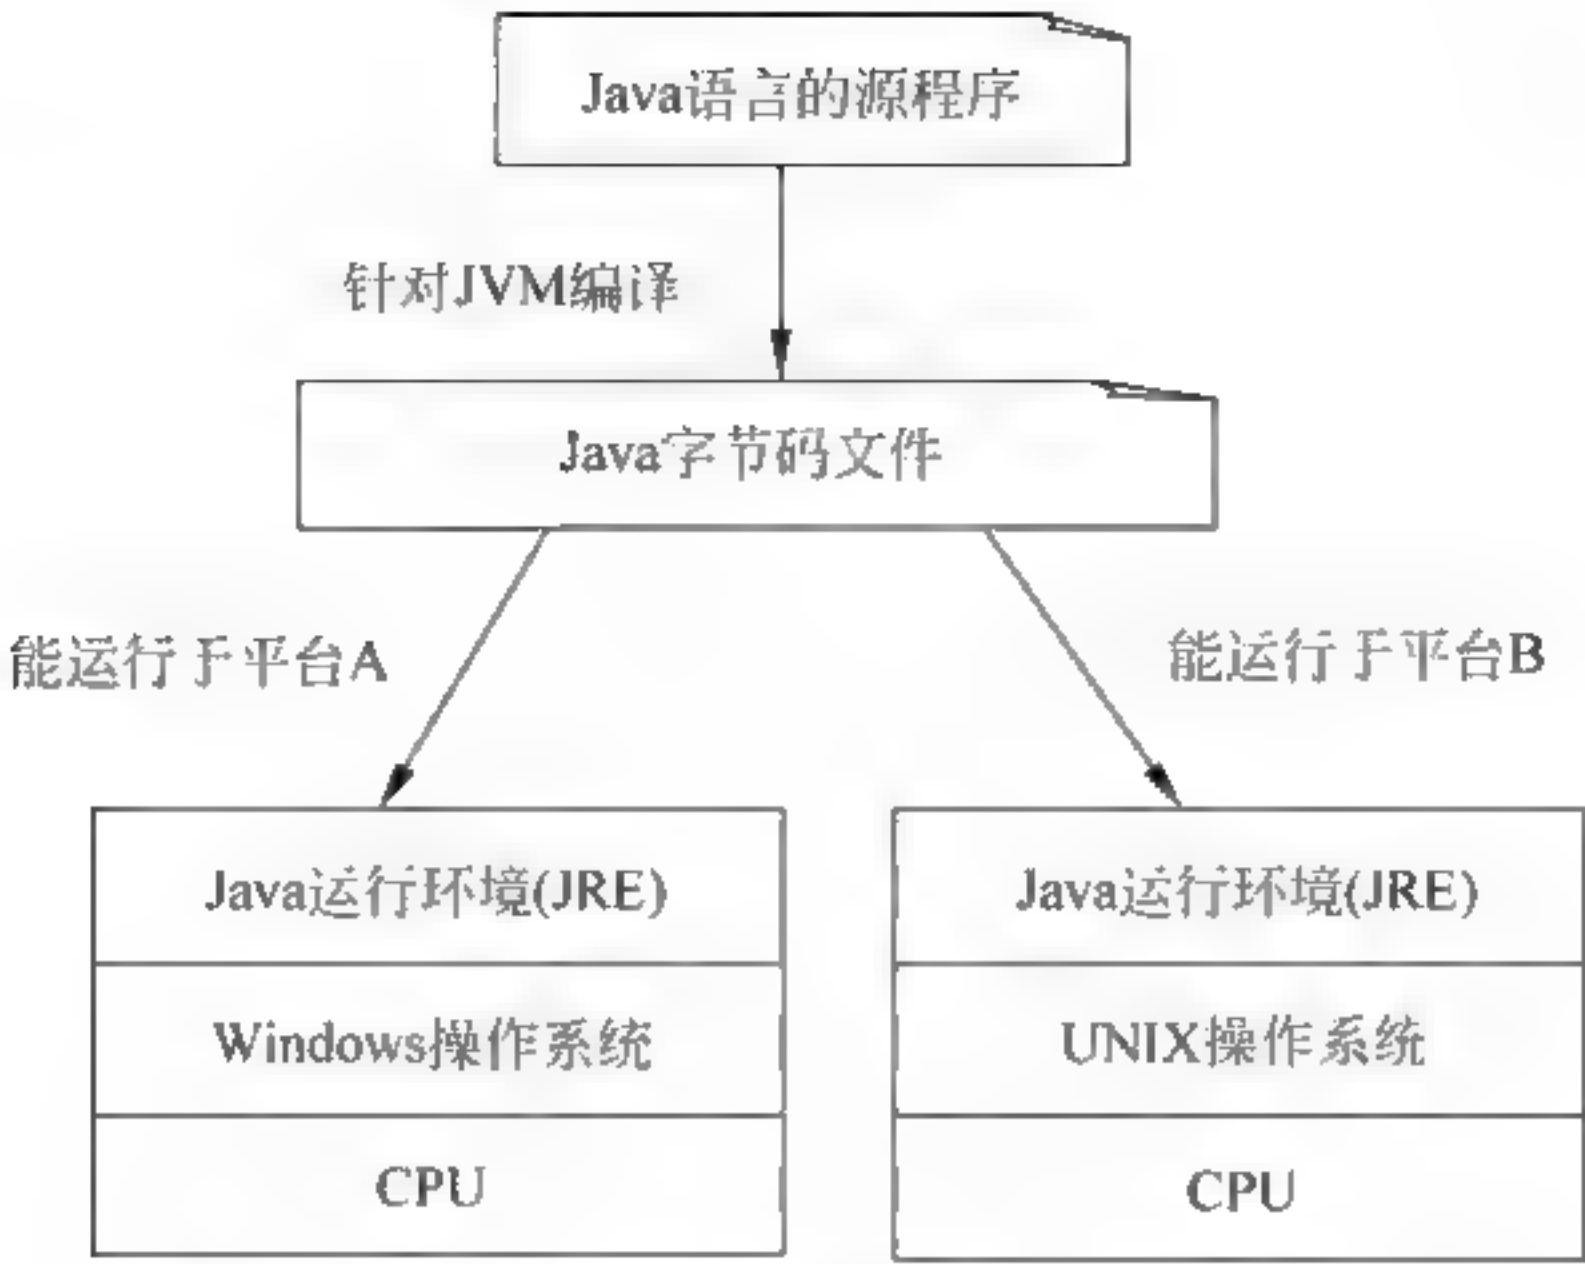 Java语言的源程序
针对JVM编译
Java字节码文件
能运行于平台A
能运行于平台B
Java运行环境(JRE)
Java运行环境(JRE)
Windows操作系统
UNIX操作系统
CPU
CPU